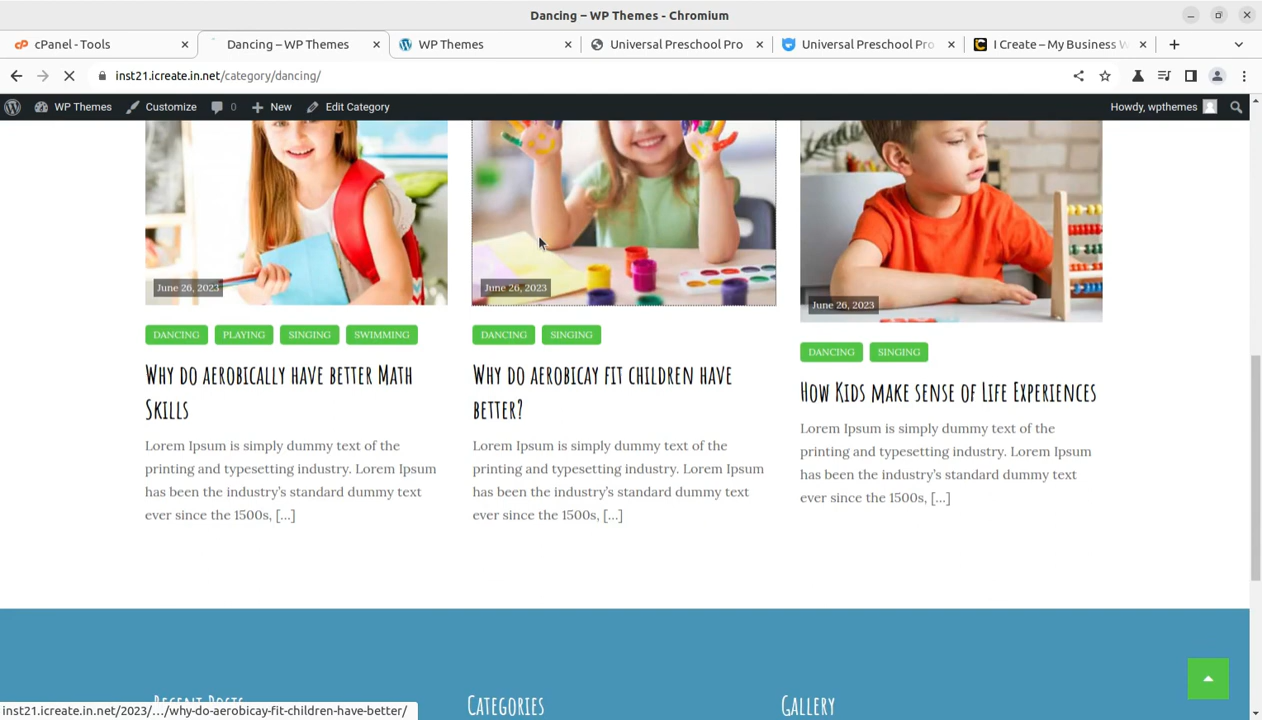 Dancing – WP Themes - Chromium
cPanel - Tools
Dancing – WP Themes
WP Themes
Universal Preschool Pro
Universal Preschool Pro
I Create – My Business W
inst21.icreate.in.net/category/dancing/
WP Themes
Customize
0
New
Edit Category
Howdy, wpthemes
June 26, 2023
June 26, 2023
June 26, 2023
DANCING PLAYING SINGING SWIMMING
Why do aerobically have better Math
Skills
Lorem Ipsum is simply dummy text of the
printing and typesetting industry. Lorem Ipsum
has been the industry's standard dummy text
ever since the 1500s, [...]
DANCING SINGING
Why do aerobicay fit children have
better?
Lorem Ipsum is simply dummy text of the
printing and typesetting industry. Lorem Ipsum
has been the industry's standard dummy text
ever since the 1500s, [...]
DANCING SINGING
How Kids make sense of Life Experiences
Lorem Ipsum is simply dummy text of the
printing and typesetting industry. Lorem Ipsum
has been the industry's standard dummy text
ever since the 1500s, [...]
Recent Posts
Categories
Gallery
inst21.icreate.in.net/2023/…/why-do-aerobicay-fit-children-have-better/